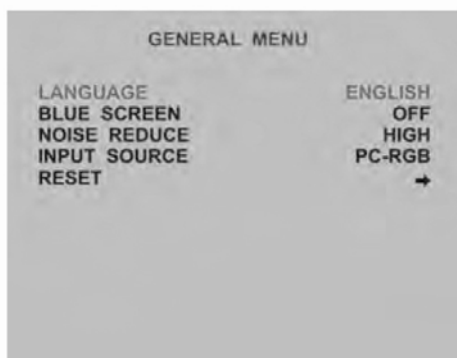 GENERAL MENU
LANGUAGE ENGLISH
BLUE SCREEN OFF
NOISE REDUCE HIGH
INPUT SOURCE PC-RGB
RESET ➡